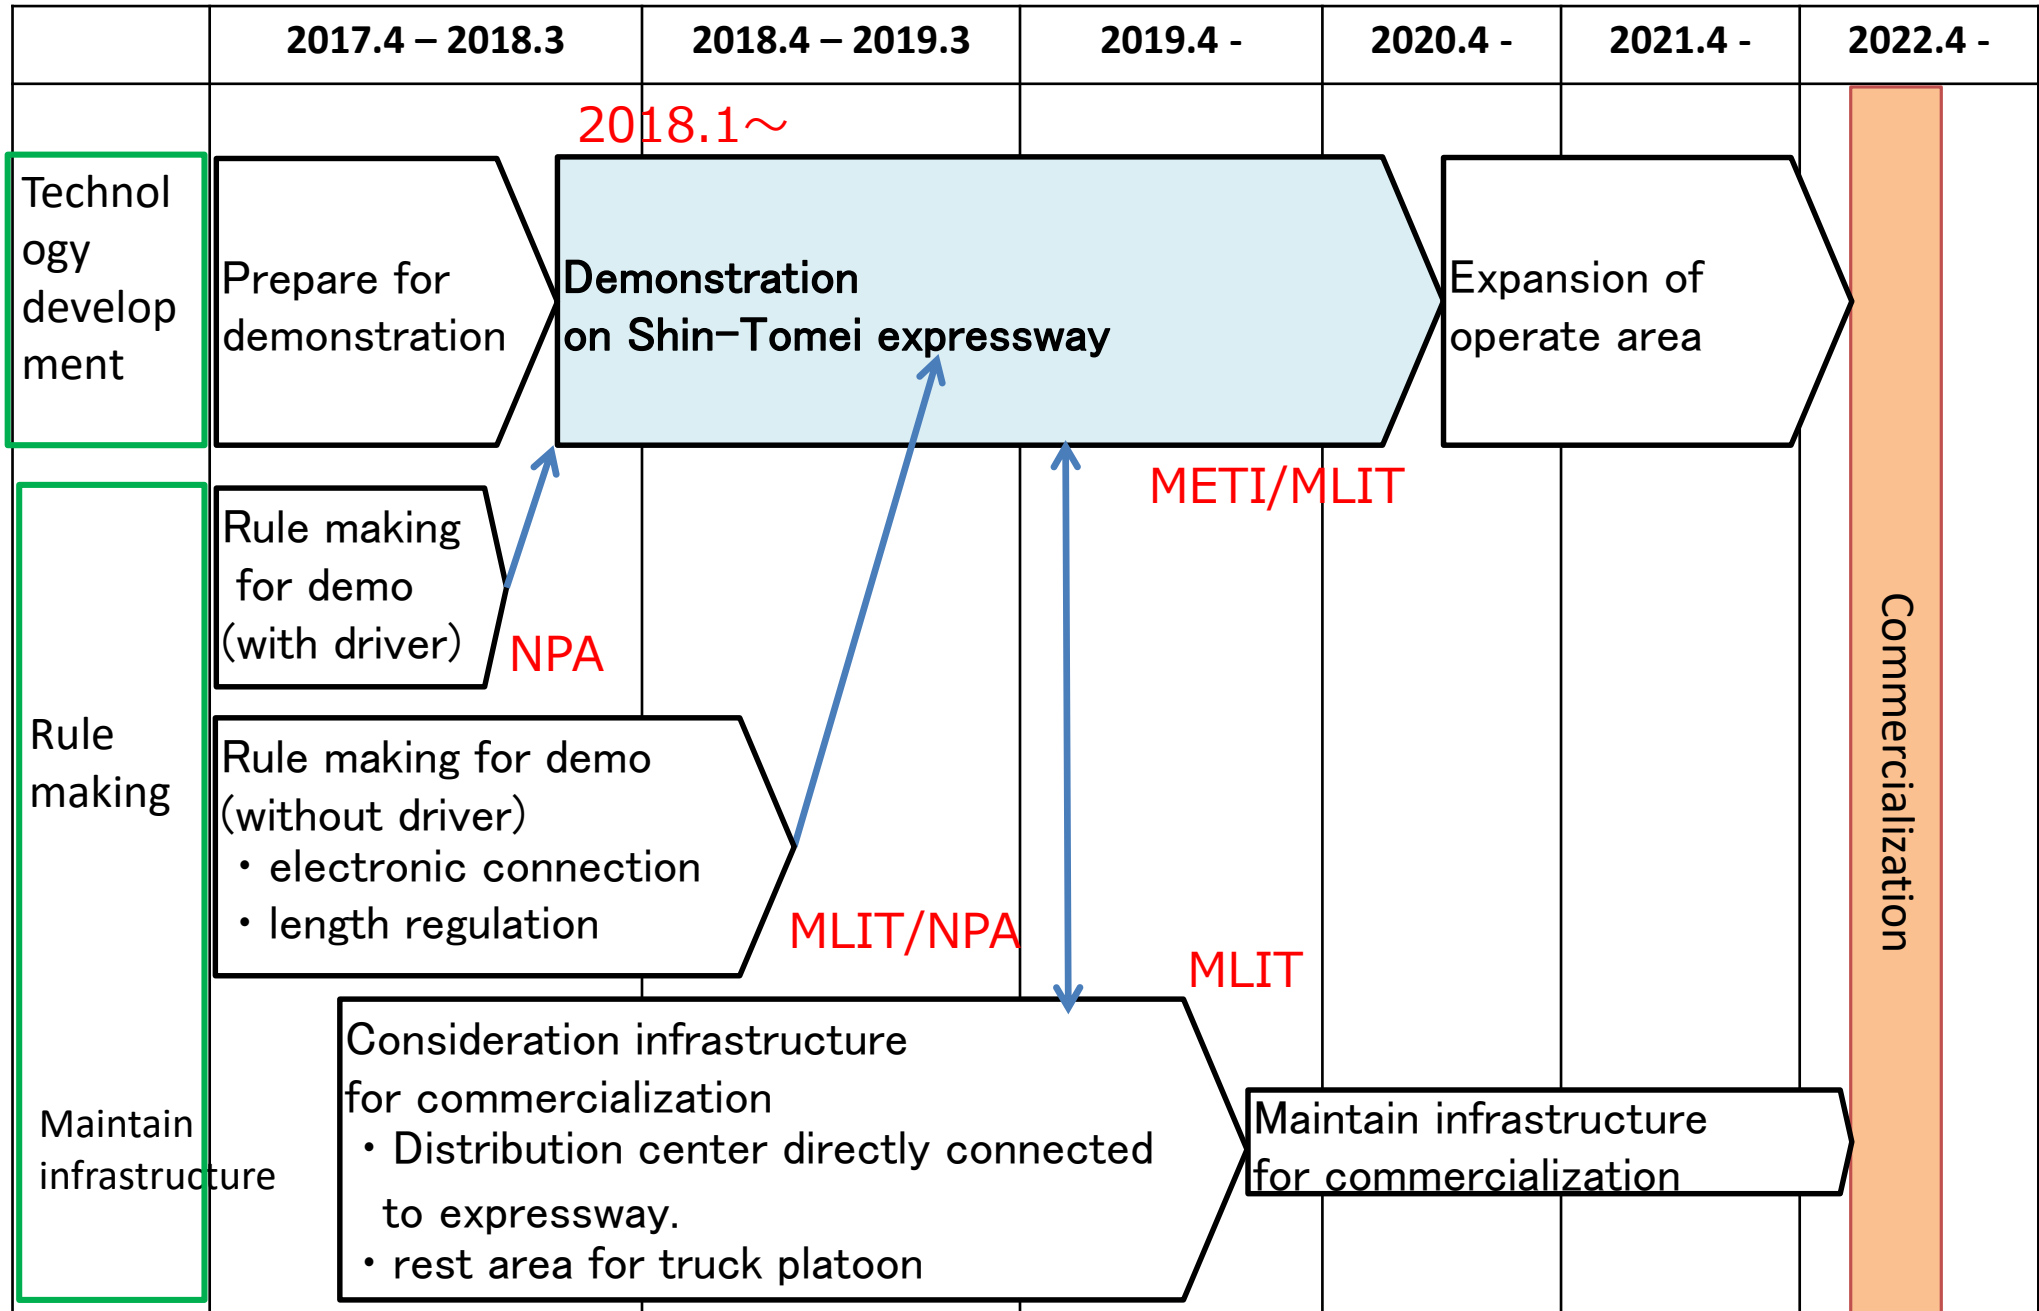 2017.4 – 2018.3
2018.4 – 2019.3
2019.4 -
2020.4 -
2021.4 -
2022.4 -
2018.1～
Technol
ogy
develop
ment
Prepare for
demonstration
Demonstration
on Shin-Tomei expressway
Expansion of
operate area
METI/MLIT
Rule
making
Rule making
for demo
(with driver)
NPA
Rule making for demo
(without driver)
・electronic connection
・length regulation
MLIT/NPA
MLIT
Maintain
infrastructure
Consideration infrastructure
for commercialization
・Distribution center directly connected
to expressway.
・rest area for truck platoon
Maintain infrastructure
for commercialization
Commercialization